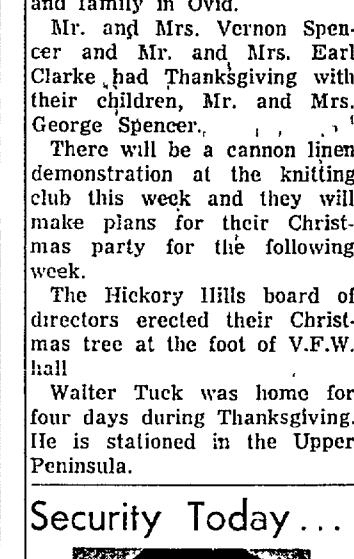 and family in Ovid.
Mr. and Mrs. Vernon Spen-
cer and Mr. and Mrs. Earl
Clarke had Thanksgiving with
their children, Mr. and Mrs.
George Spencer.
There will be a cannon linen
demonstration at the knitting
club this week and they will
make plans for their Christ-
mas party for the following
week.
The Hickory Hills board of
directors erected their Christ-
mas tree at the foot of V.F.W.
hall
Walter Tuck was home for
four days during Thanksgiving.
He is stationed in the Upper
Peninsula.
Security Today...